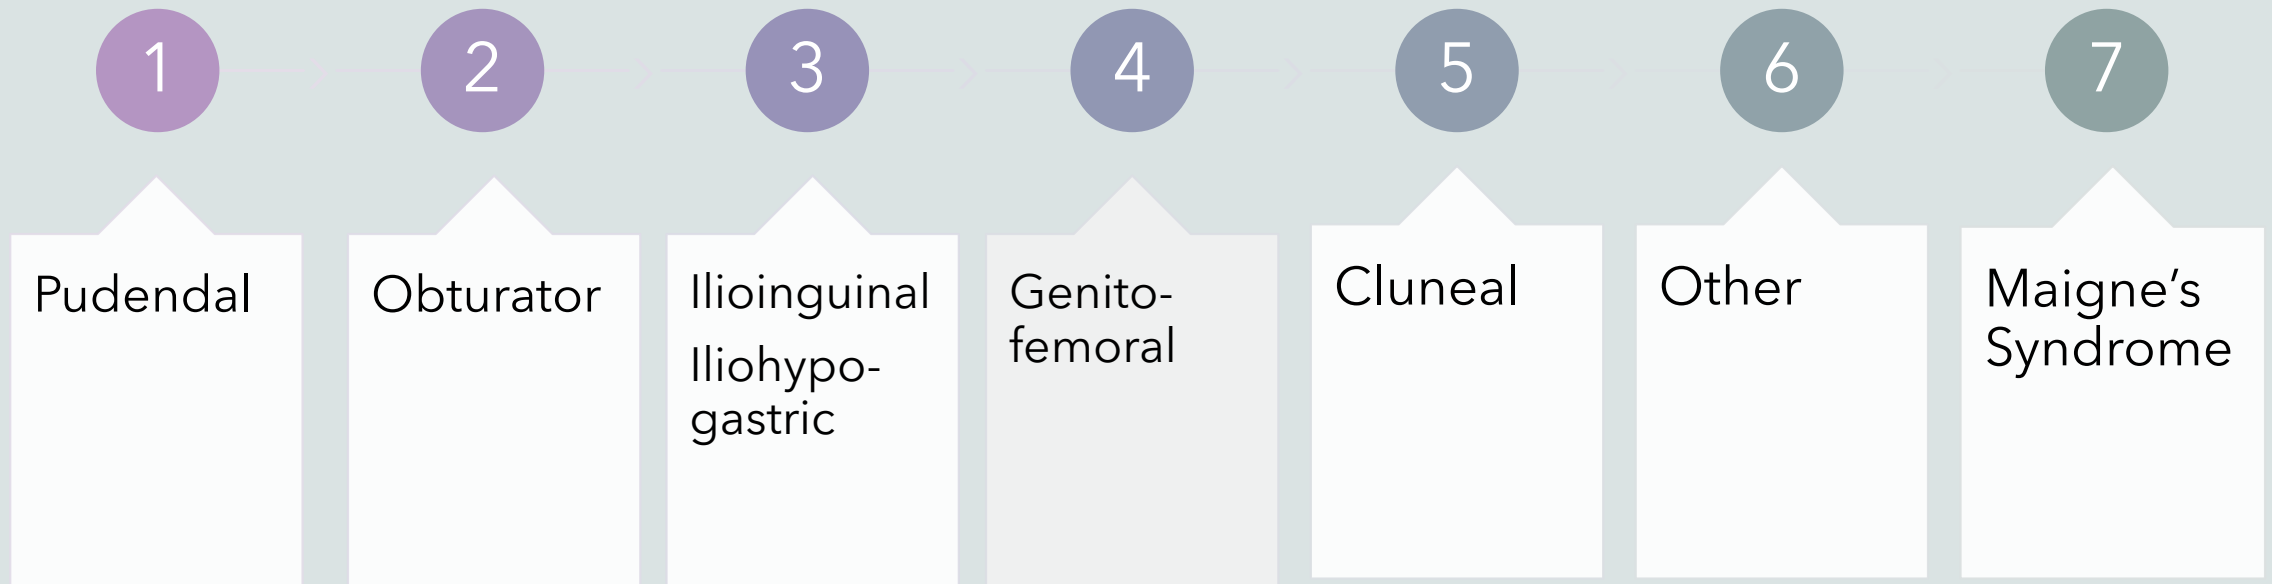 1
2
3
4
5
6
7
Pudendal
Obturator
Ilioinguinal
Iliohypo-
gastric
Genito-
femoral
Cluneal
Other
Maigne's
Syndrome